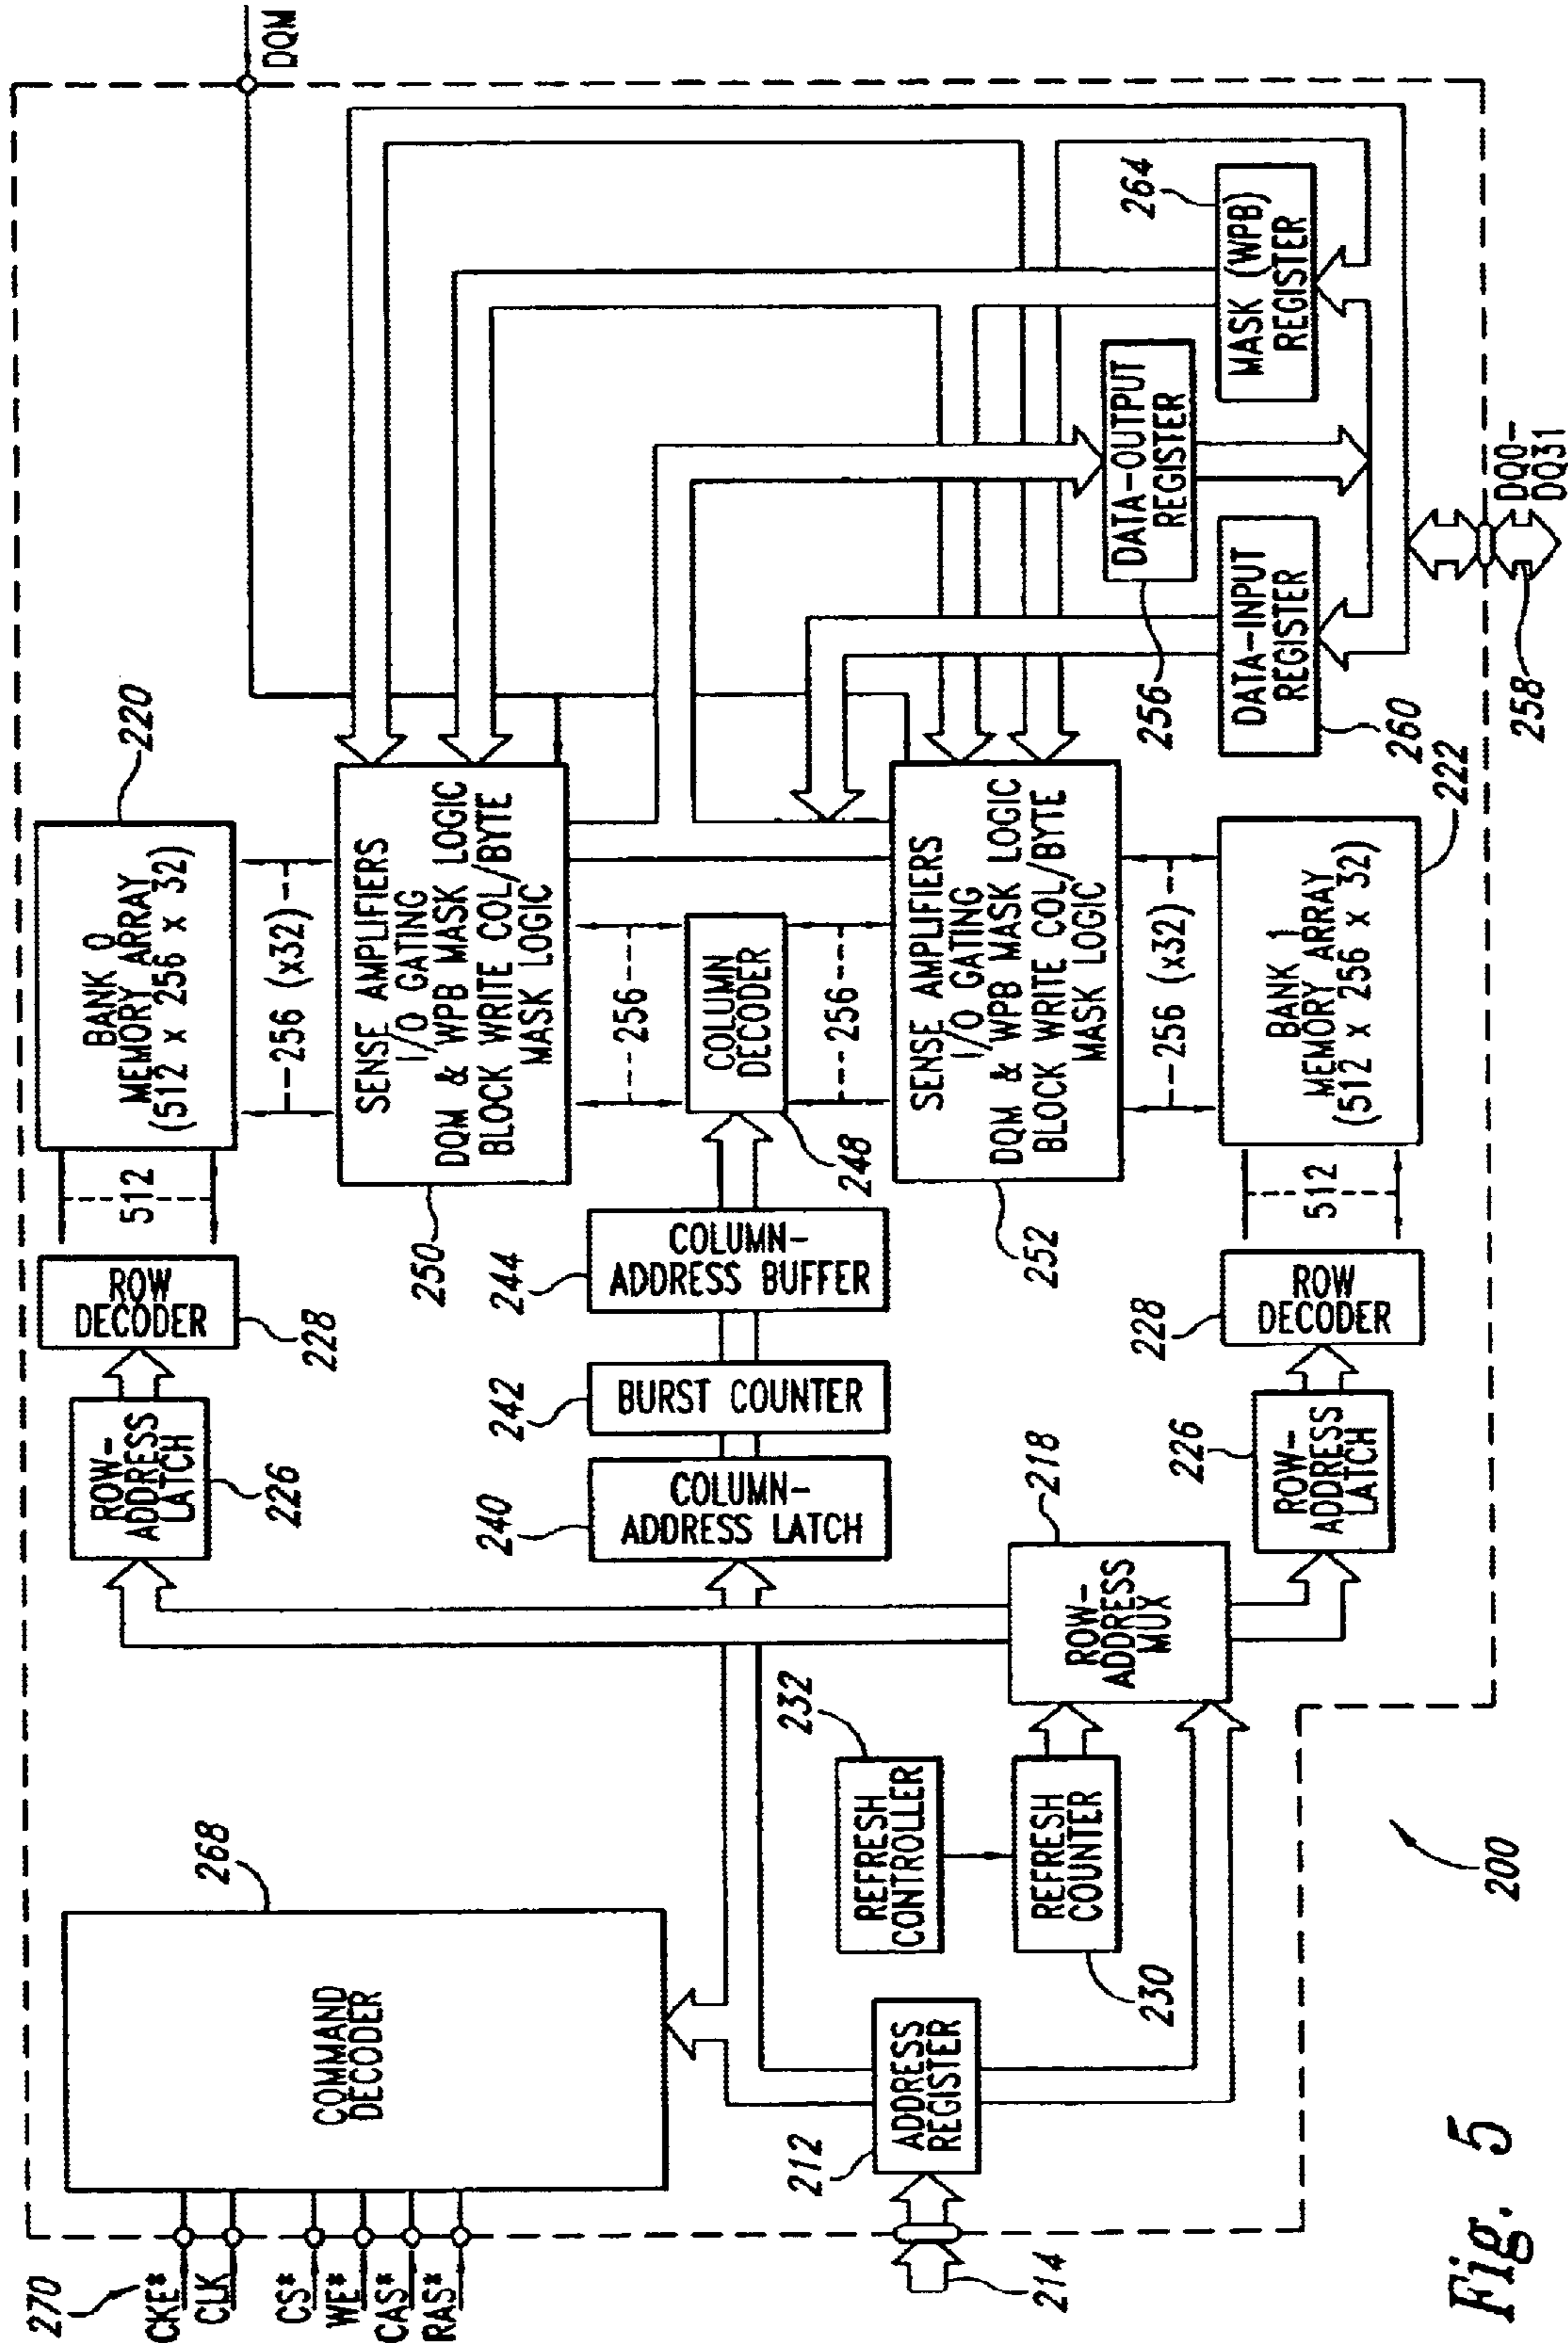 270
CKE*
CLK
CS*
WE*
CAS*
RAS*
COMMAND
DECODER
268
214
212
ADDRESS
REGISTER
REFRESH
CONTROLLER
232
REFRESH
COUNTER
230
ROW-
ADDRESS
MUX
218
ROW-
ADDRESS
LATCH
226
ROW
DECODER
228
512
BANK 0
MEMORY ARRAY
(512 x 256 x 32)
220
256 (x32)
SENSE AMPLIFIERS
I/O GATING
DQM & WPB MASK LOGIC
BLOCK WRITE COL/BYTE
MASK LOGIC
250
COLUMN-
ADDRESS LATCH
240
BURST COUNTER
242
COLUMN-
ADDRESS BUFFER
244
256
COLUMN
DECODER
248
256
SENSE AMPLIFIERS
I/O GATING
DQM & WPB MASK LOGIC
BLOCK WRITE COL/BYTE
MASK LOGIC
252
256 (x32)
ROW-
ADDRESS
LATCH
226
ROW
DECODER
228
512
BANK 1
MEMORY ARRAY
(512 x 256 x 32)
222
DATA-INPUT
REGISTER
260
DATA-OUTPUT
REGISTER
256
MASK (WPB)
REGISTER
264
DQM
DQ0-
DQ31
258
200
Fig. 5